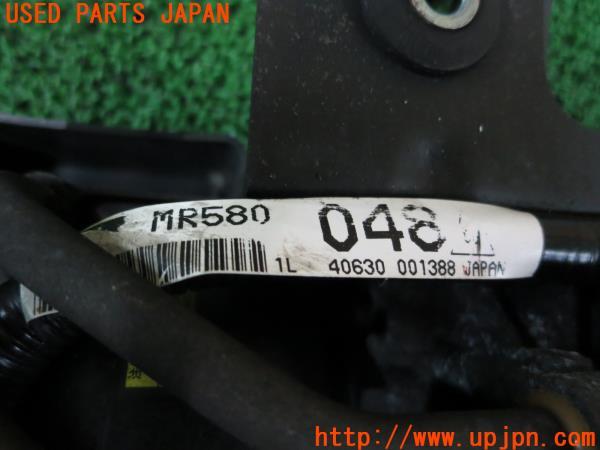 USED PARTS JAPAN
MR580 048
1L 40630 001388 JAPAN
http://www.upjpn.com/